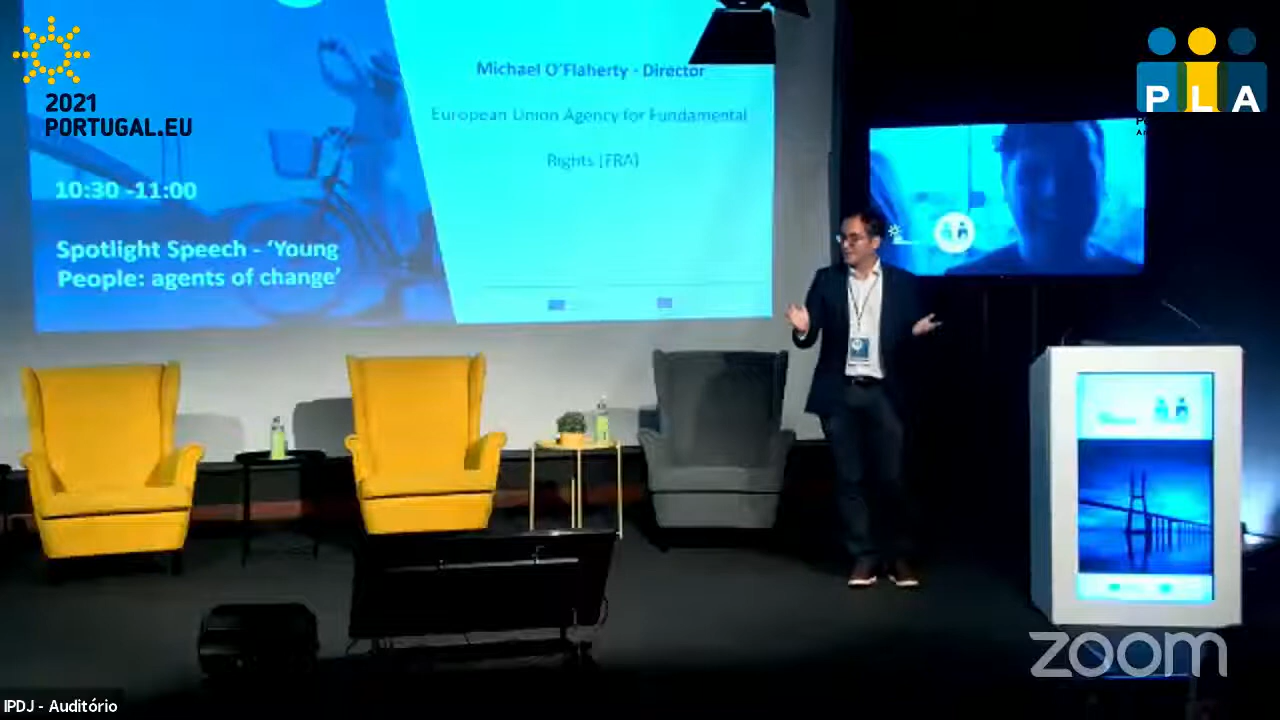 2021
PORTUGAL.EU
10:30 -11:00
Spotlight Speech - ‘Young
People: agents of change’
Michael O’Flaherty - Director
European Union Agency for Fundamental
Rights (FRA)
PLA
zoom
IPDJ - Auditório